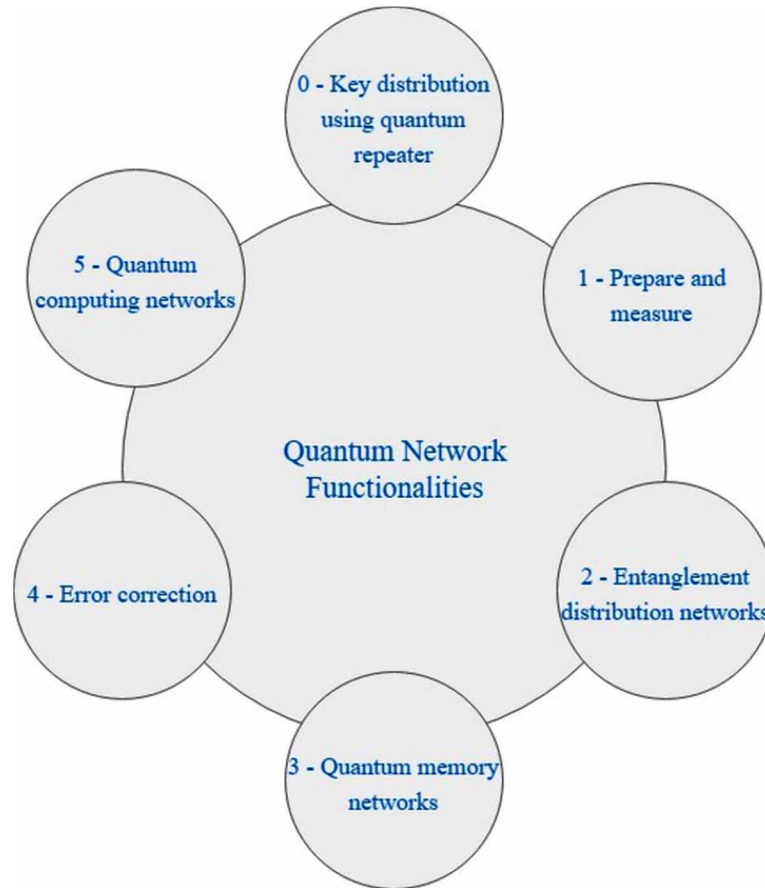 0 - Key distribution
using quantum
repeater
5 - Quantum
computing networks
1 - Prepare and
measure
Quantum Network
Functionalities
4 - Error correction
2 - Entanglement
distribution networks
3 - Quantum memory
networks